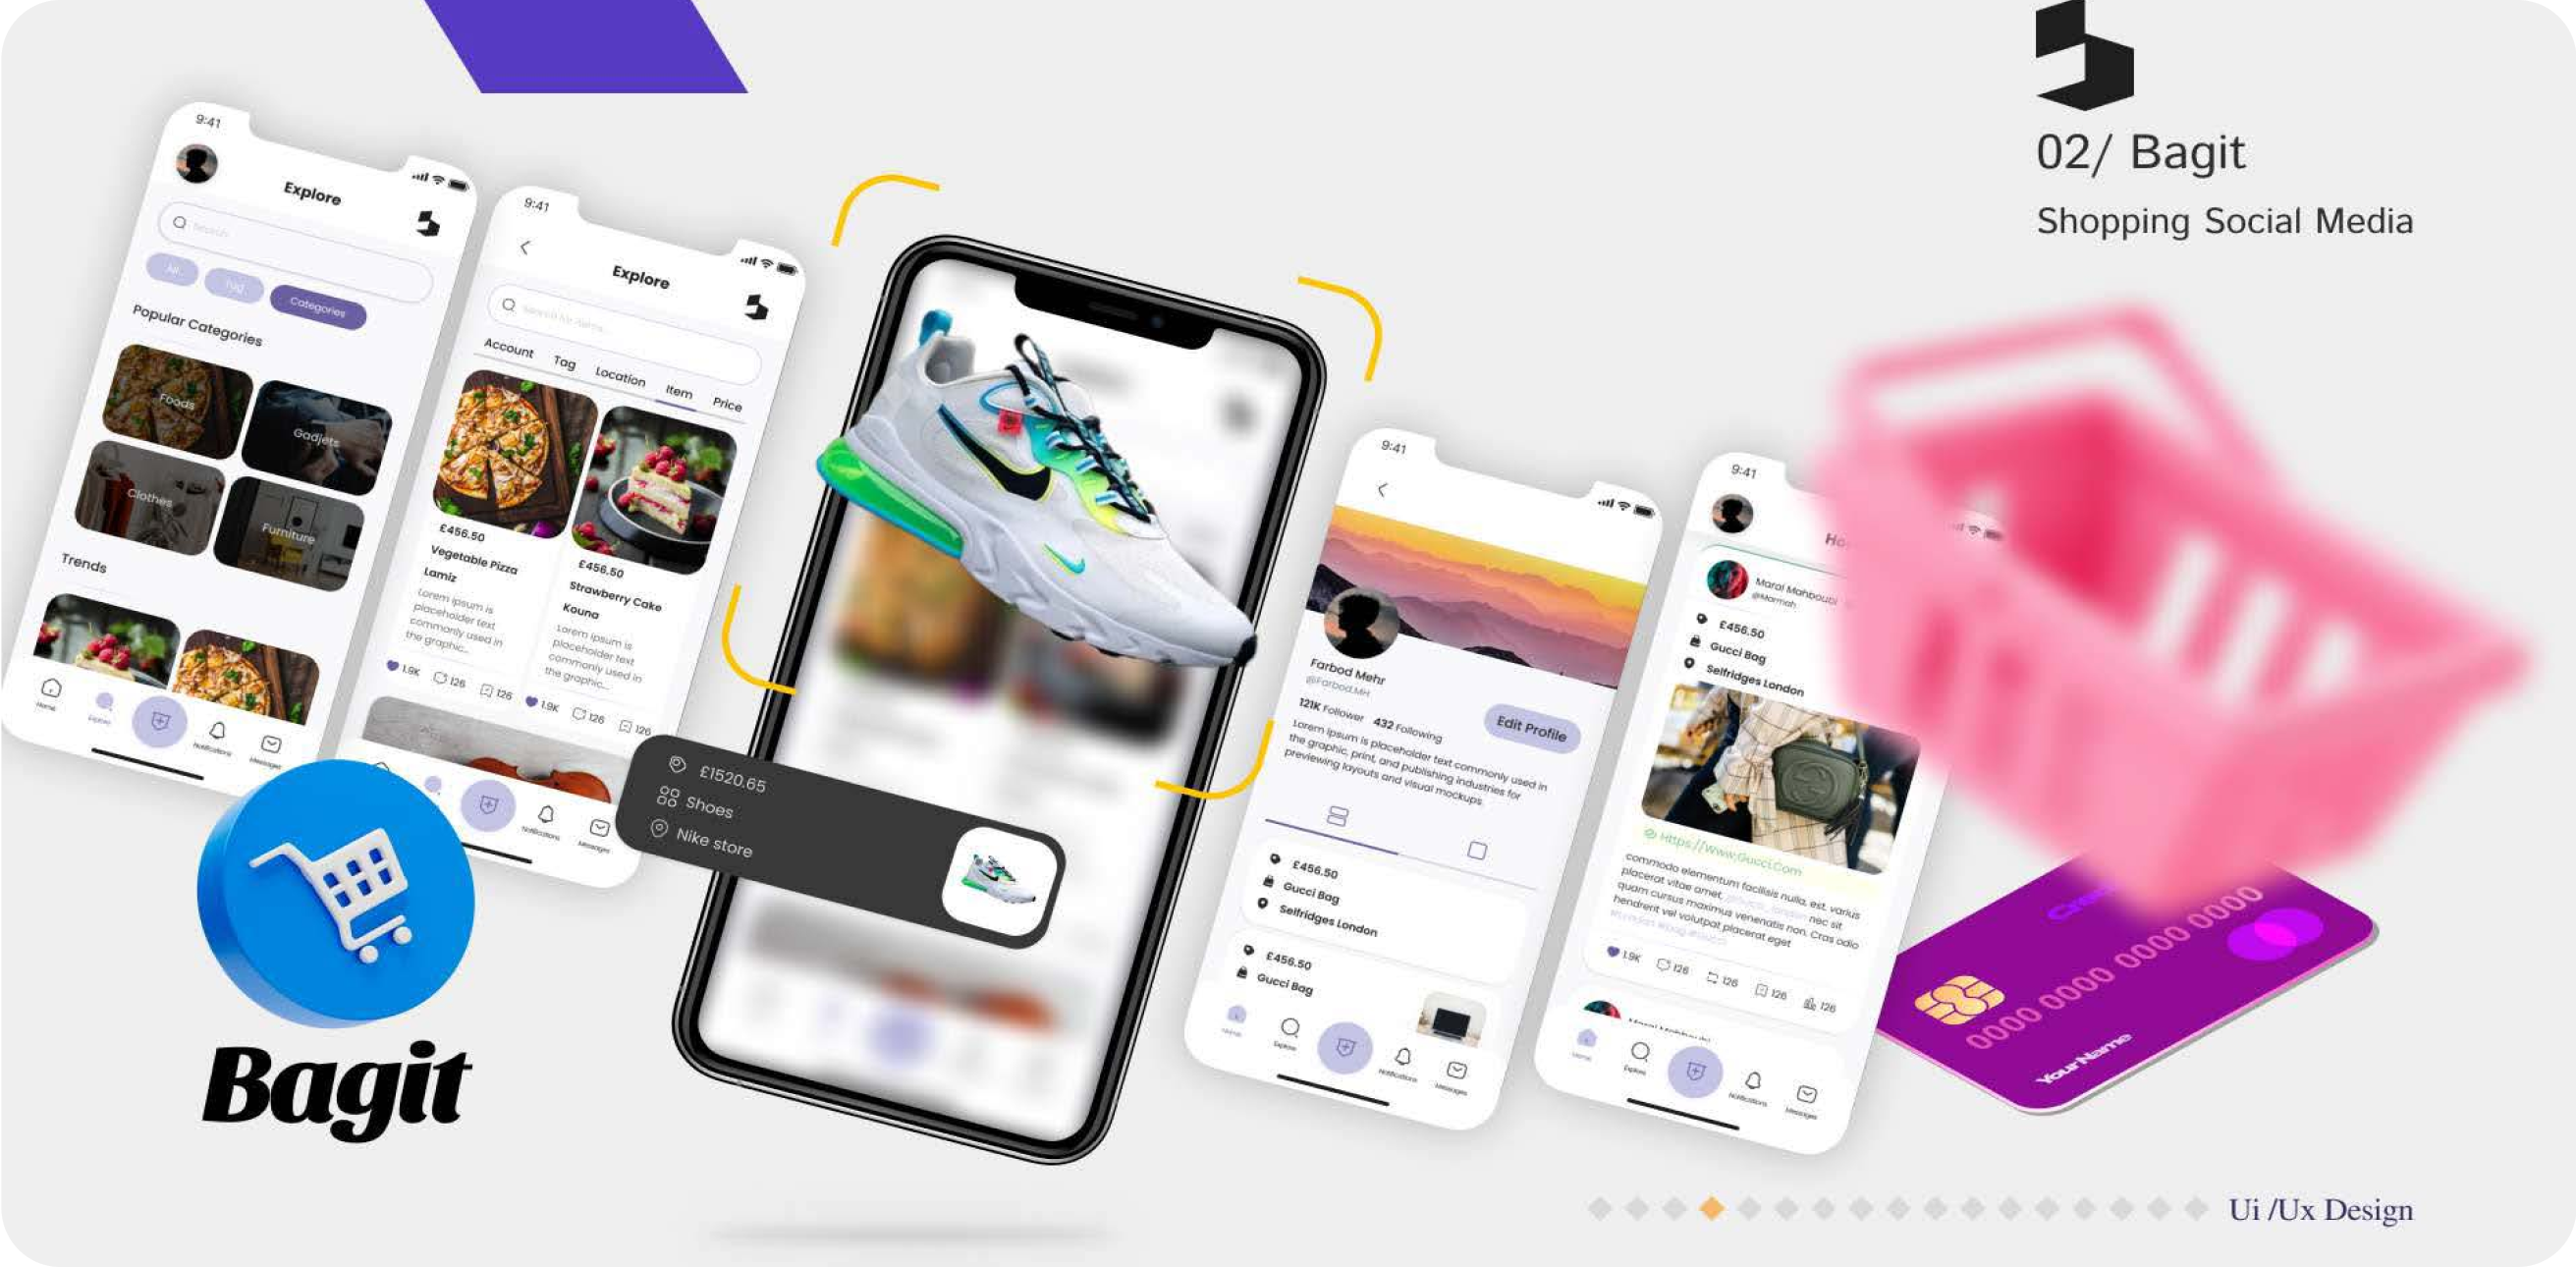 02/ Bagit
Shopping Social Media
9:41
Explore
Search
All
Tag
Categories
Popular Categories
Foods
Gadjets
Clothes
Furniture
Trends
Home
Explore
Notifications
Messages
9:41
Explore
Search for items
Account Tag Location Item Price
£456.50
Vegetable Pizza
Lamiz
Lorem ipsum is
placeholder text
commonly used in
the graphic...
1.9K 126 126
£456.50
Strawberry Cake
Kouna
Lorem ipsum is
placeholder text
commonly used in
the graphic...
1.9K 126 126
Notifications
Messages
£1520.65
Shoes
Nike store
9:41
Farbod Mehr
@Farbod.MH
121K Follower 432 Following
Edit Profile
Lorem ipsum is placeholder text commonly used in
the graphic, print, and publishing industries for
previewing layouts and visual mockups.
£456.50
Gucci Bag
Selfridges London
£456.50
Gucci Bag
Home
Explore
Notifications
Messages
9:41
Maral Mahboubi
@Marmah
£456.50
Gucci Bag
Selfridges London
Https://Www.Gucci.Com
commodo elementum facilisis nulla, est, varius
placerat vitae amet, nec sit
quam cursus maximus venenatis non. Cras odio
hendrerit vel volutpat placerat eget
1.9K 126 126 126 126
Home
Explore
Notifications
Messages
0000 0000 0000 0000
Your Name
Bagit
Ui /Ux Design